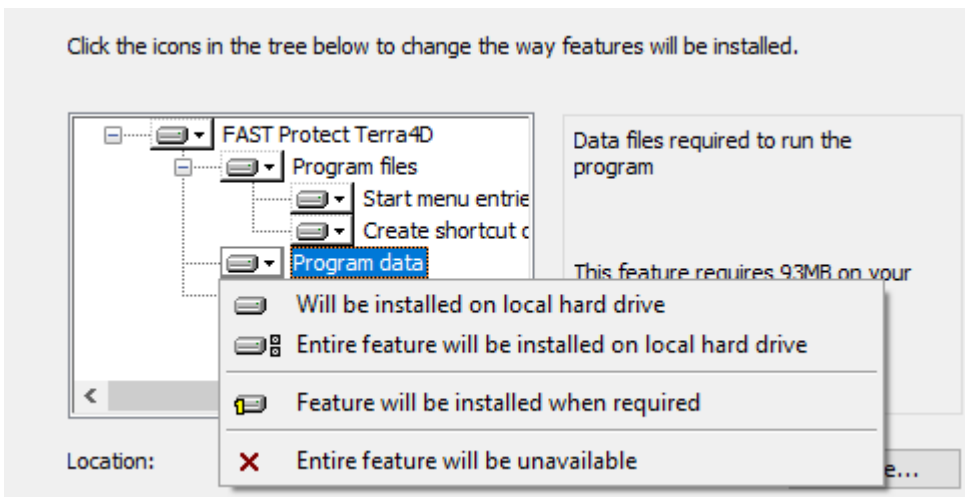 Click the icons in the tree below to change the way features will be installed.
FAST Protect Terra4D
Program files
Start menu entrie
Create shortcut
Program data
Data files required to run the
program
This feature requires 93MB on your
Will be installed on local hard drive
Entire feature will be installed on local hard drive
Feature will be installed when required
Entire feature will be unavailable
Location:
e...